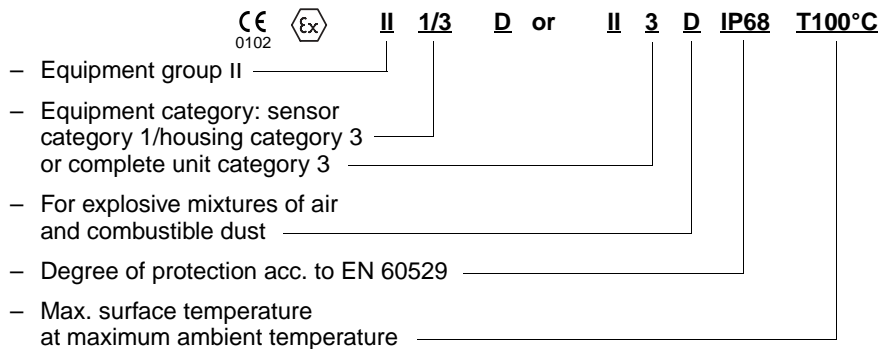 CE Ex II 1/3 D or II 3 D IP68 T100°C
0102
– Equipment group II
– Equipment category: sensor
category 1/housing category 3
or complete unit category 3
– For explosive mixtures of air
and combustible dust
– Degree of protection acc. to EN 60529
– Max. surface temperature
at maximum ambient temperature